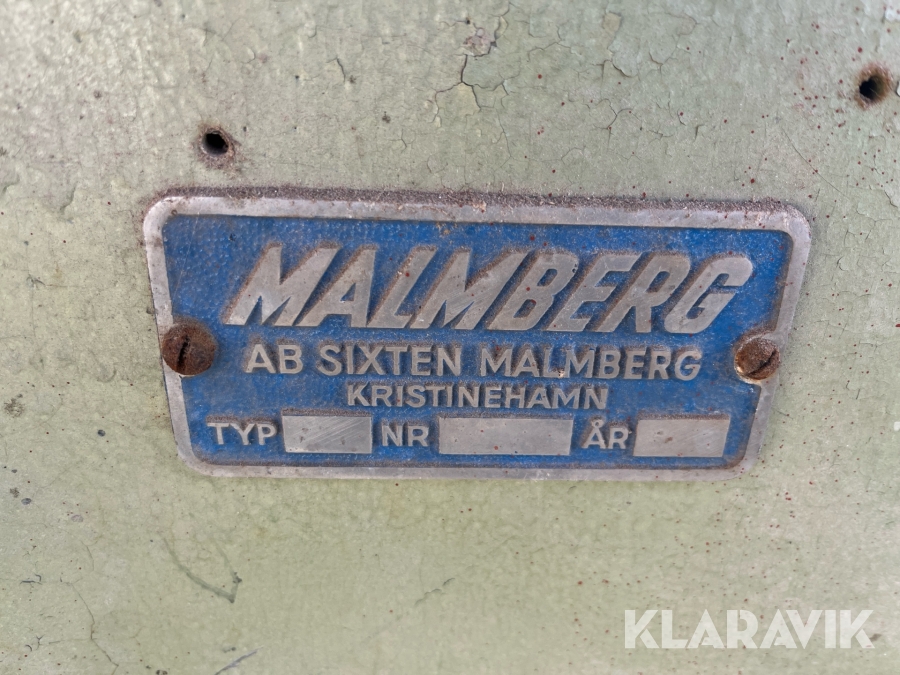 MALMBERG
AB SIXTEN MALMBERG
KRISTINEHAMN
TYP NR ÅR
KLARAVIK